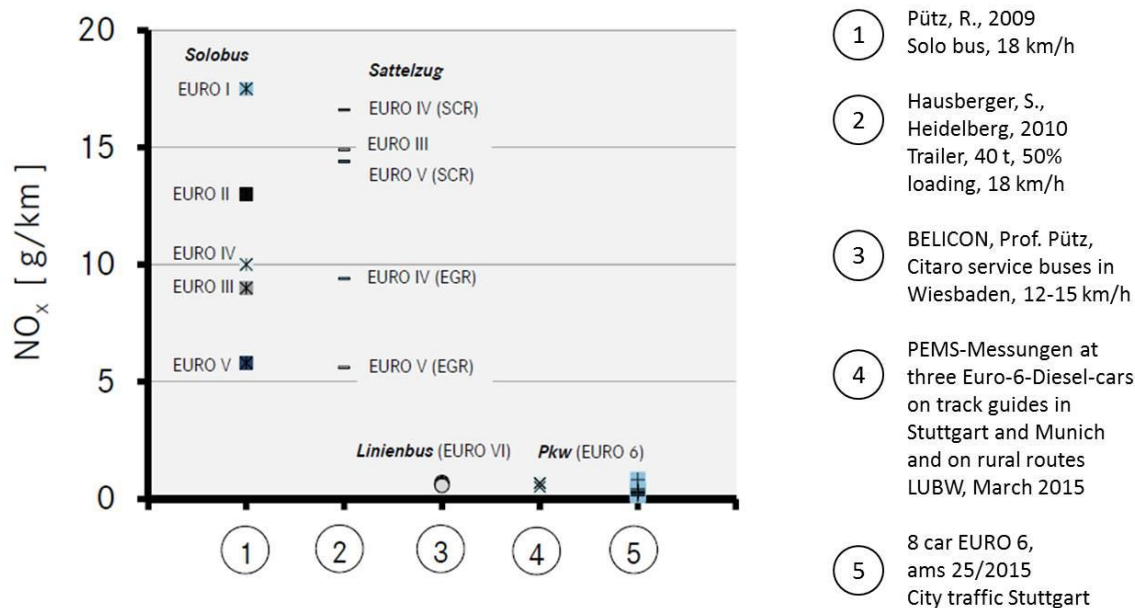 20
15
10
5
0
NOx [ g/km ]
Solobus
EURO I
EURO II
EURO IV
EURO III
EURO V
Sattelzug
EURO IV (SCR)
EURO III
EURO V (SCR)
EURO IV (EGR)
EURO V (EGR)
Linienbus (EURO VI)
Pkw (EURO 6)
1
2
3
4
5
1
Pütz, R., 2009
Solo bus, 18 km/h
2
Hausberger, S.,
Heidelberg, 2010
Trailer, 40 t, 50%
loading, 18 km/h
3
BELICON, Prof. Pütz,
Citaro service buses in
Wiesbaden, 12-15 km/h
4
PEMS-Messungen at
three Euro-6-Diesel-cars
on track guides in
Stuttgart and Munich
and on rural routes
LUBW, March 2015
5
8 car EURO 6,
ams 25/2015
City traffic Stuttgart